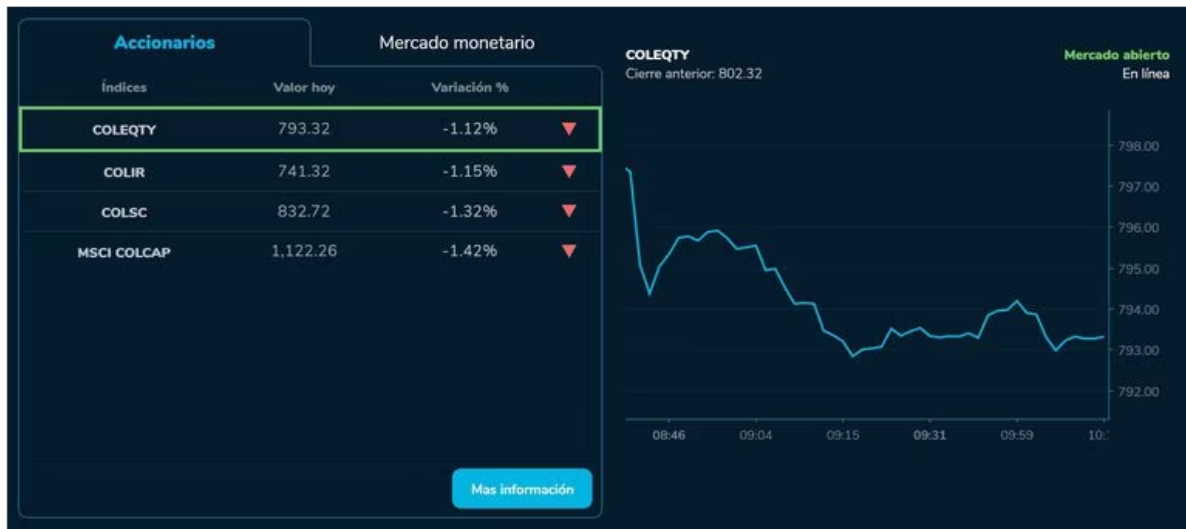 Accionarios
Mercado monetario
Índices Valor hoy Variación %
COLEQTY 793.32 -1.12%
COLIR 741.32 -1.15%
COLSC 832.72 -1.32%
MSCI COLCAP 1,122.26 -1.42%
Mas información
COLEQTY
Cierre anterior: 802.32
Mercado abierto
En línea
798.00
797.00
796.00
795.00
794.00
793.00
792.00
08:46 09:04 09:15 09:31 09:59